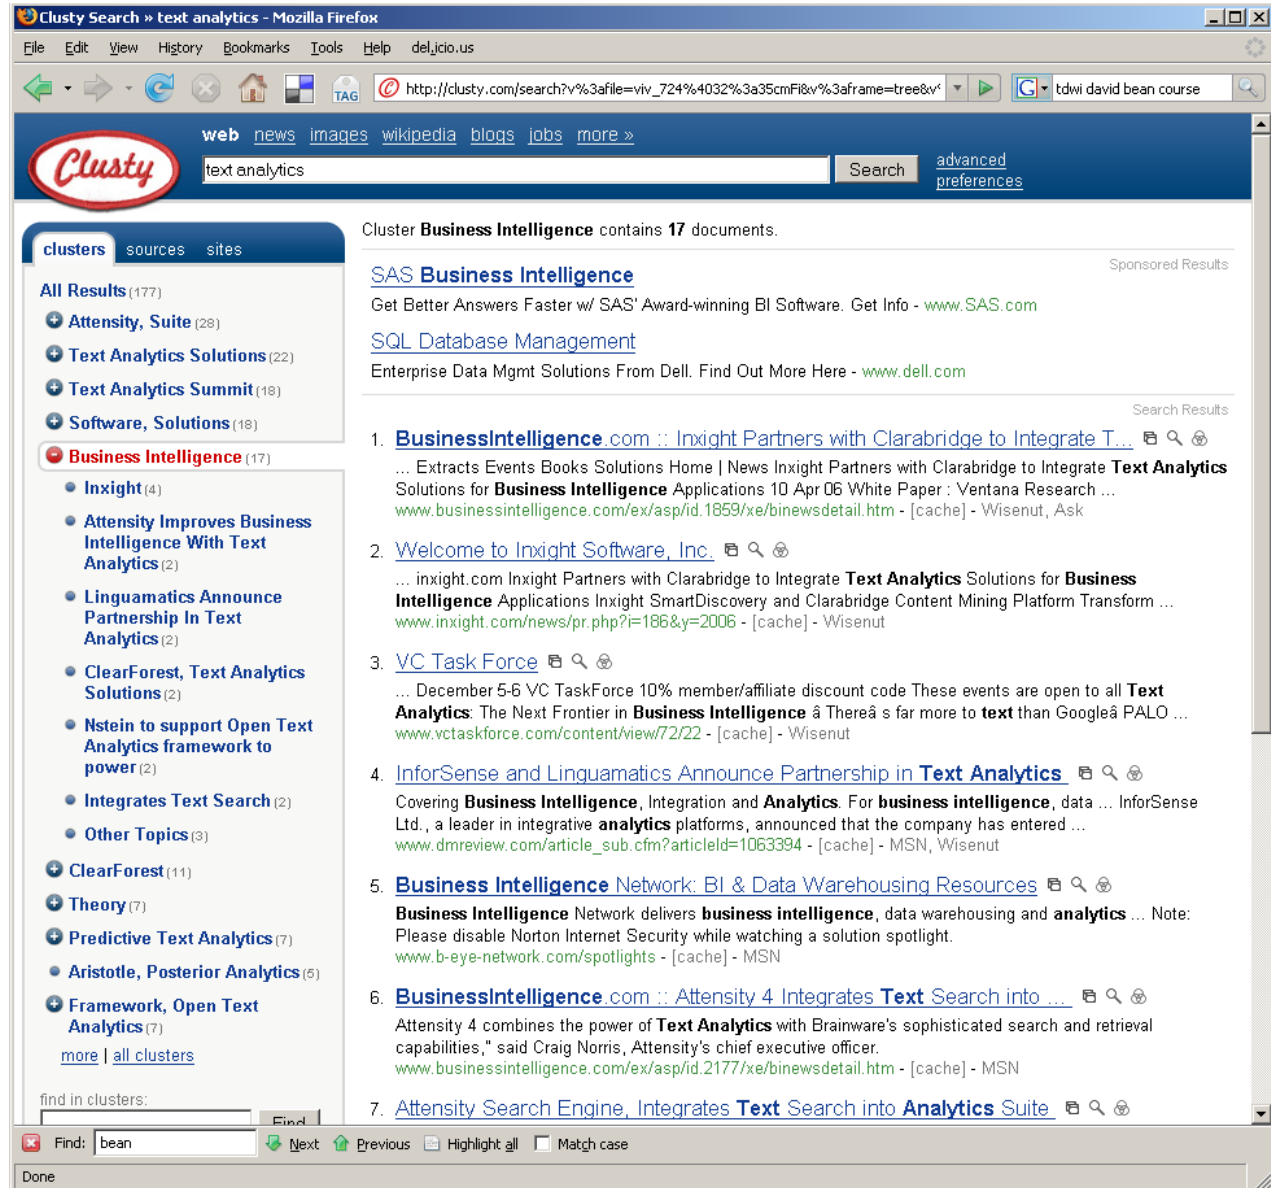 Clusty Search » text analytics - Mozilla Firefox
File Edit View History Bookmarks Tools Help del.icio.us
TAG http://clusty.com/search?v%3afile=viv_724%4032%3a35cmFi&v%3aframe=tree&v% G tdwi david bean course
web news images wikipedia blogs jobs more »
Clusty
text analytics Search
advanced
preferences
clusters sources sites
All Results (177)
Attensity, Suite (28)
Text Analytics Solutions (22)
Text Analytics Summit (18)
Software, Solutions (18)
Business Intelligence (17)
Inxight (4)
Attensity Improves Business
Intelligence With Text
Analytics (2)
Linguamatics Announce
Partnership In Text
Analytics (2)
ClearForest, Text Analytics
Solutions (2)
Nstein to support Open Text
Analytics framework to
power (2)
Integrates Text Search (2)
Other Topics (3)
ClearForest (11)
Theory (7)
Predictive Text Analytics (7)
Aristotle, Posterior Analytics (5)
Framework, Open Text
Analytics (7)
more | all clusters
find in clusters:
Find
Cluster Business Intelligence contains 17 documents.
Sponsored Results
SAS Business Intelligence
Get Better Answers Faster w/ SAS' Award-winning BI Software. Get Info - www.SAS.com
SQL Database Management
Enterprise Data Mgmt Solutions From Dell. Find Out More Here - www.dell.com
Search Results
1. BusinessIntelligence.com :: Inxight Partners with Clarabridge to Integrate T...
... Extracts Events Books Solutions Home | News Inxight Partners with Clarabridge to Integrate Text Analytics
Solutions for Business Intelligence Applications 10 Apr 06 White Paper : Ventana Research ...
www.businessintelligence.com/ex/asp/id.1859/xe/binewsdetail.htm - [cache] - Wisenut, Ask
2. Welcome to Inxight Software, Inc.
... inxight.com Inxight Partners with Clarabridge to Integrate Text Analytics Solutions for Business
Intelligence Applications Inxight SmartDiscovery and Clarabridge Content Mining Platform Transform ...
www.inxight.com/news/pr.php?i=186&y=2006 - [cache] - Wisenut
3. VC Task Force
... December 5-6 VC TaskForce 10% member/affiliate discount code These events are open to all Text
Analytics: The Next Frontier in Business Intelligence â Thereâ s far more to text than Googleâ PALO ...
www.vctaskforce.com/content/view/72/22 - [cache] - Wisenut
4. InforSense and Linguamatics Announce Partnership in Text Analytics
Covering Business Intelligence, Integration and Analytics. For business intelligence, data ... InforSense
Ltd., a leader in integrative analytics platforms, announced that the company has entered ...
www.dmreview.com/article_sub.cfm?articleId=1063394 - [cache] - MSN, Wisenut
5. Business Intelligence Network: BI & Data Warehousing Resources
Business Intelligence Network delivers business intelligence, data warehousing and analytics ... Note:
Please disable Norton Internet Security while watching a solution spotlight.
www.b-eye-network.com/spotlights - [cache] - MSN
6. BusinessIntelligence.com :: Attensity 4 Integrates Text Search into ...
Attensity 4 combines the power of Text Analytics with Brainware's sophisticated search and retrieval
capabilities," said Craig Norris, Attensity's chief executive officer.
www.businessintelligence.com/ex/asp/id.2177/xe/binewsdetail.htm - [cache] - MSN
7. Attensity Search Engine, Integrates Text Search into Analytics Suite
Find: bean Next Previous Highlight all Match case
Done